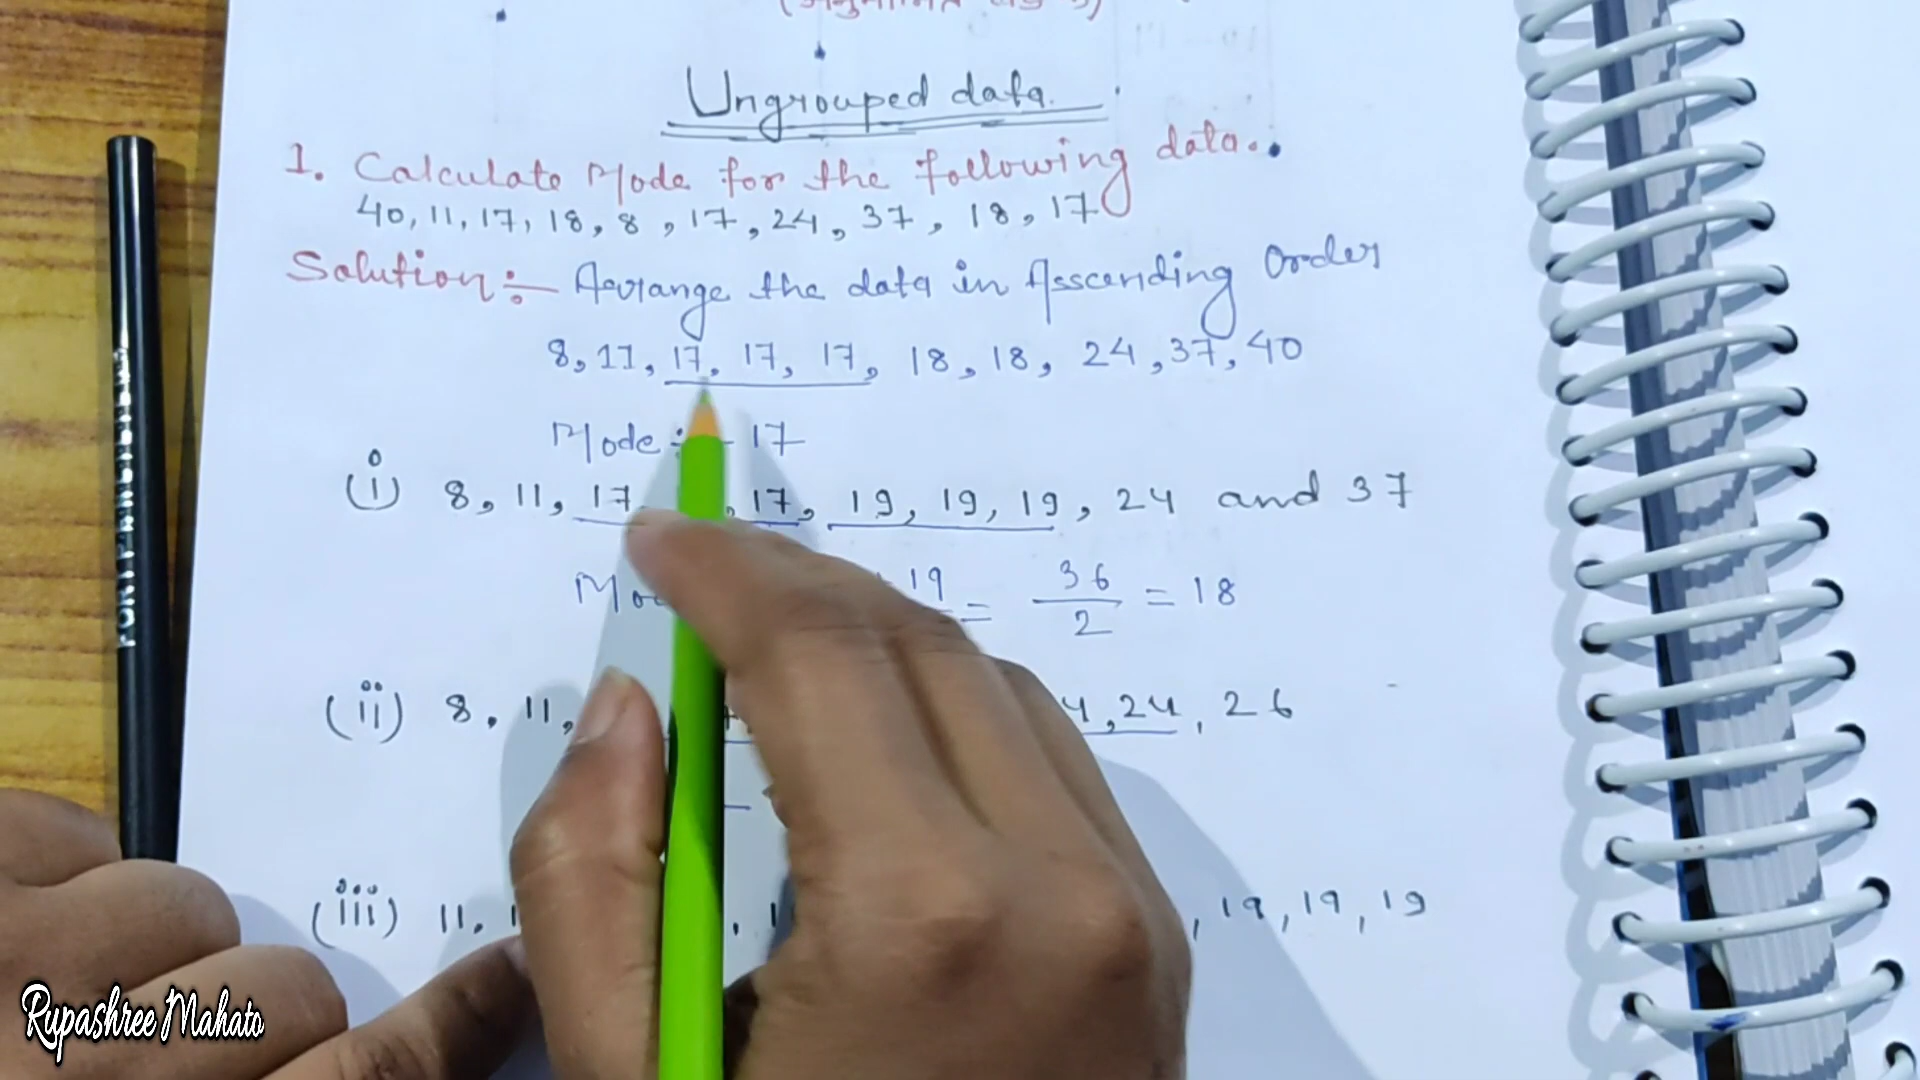 Ungrouped data.
1. Calculate Mode for the following data.
40, 11, 17, 18, 8, 17, 24, 37, 18, 17
Solution:- Arrange the data in Asscending Order
8, 11, 17, 17, 17, 18, 18, 24, 37, 40
Mode :- 17
(i) 8, 11, 17, , 17, 19, 19, 19, 24 and 37
19 = 36/2 = 18
(ii) 8, 11, , 24, 26
(iii) 11, , 19, 19, 19
FOR
Rupashree Mahato